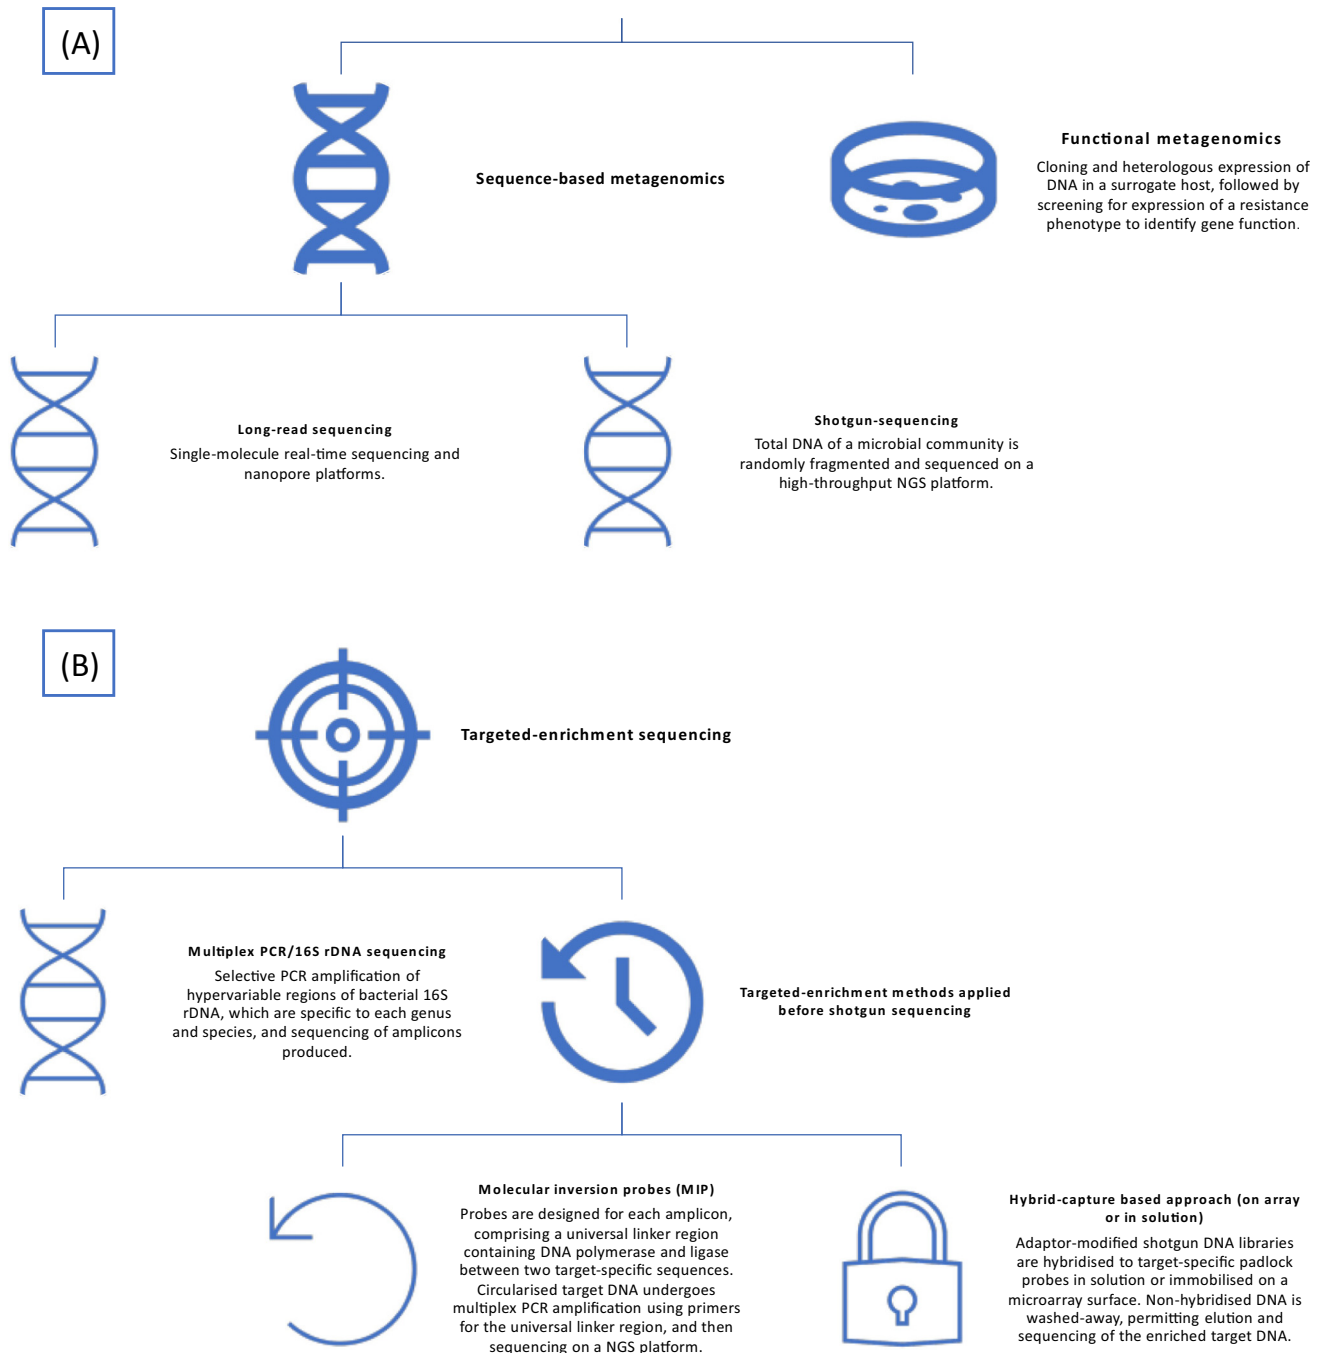 (A)
Sequence-based metagenomics
Functional metagenomics
Cloning and heterologous expression of
DNA in a surrogate host, followed by
screening for expression of a resistance
phenotype to identify gene function.
Long-read sequencing
Single-molecule real-time sequencing and
nanopore platforms.
Shotgun-sequencing
Total DNA of a microbial community is
randomly fragmented and sequenced on a
high-throughput NGS platform.
(B)
Targeted-enrichment sequencing
Multiplex PCR/16S rDNA sequencing
Selective PCR amplification of
hypervariable regions of bacterial 16S
rDNA, which are specific to each genus
and species, and sequencing of amplicons
produced.
Targeted-enrichment methods applied
before shotgun sequencing
Molecular inversion probes (MIP)
Probes are designed for each amplicon,
comprising a universal linker region
containing DNA polymerase and ligase
between two target-specific sequences.
Circularised target DNA undergoes
multiplex PCR amplification using primers
for the universal linker region, and then
sequencing on a NGS platform.
Hybrid-capture based approach (on array
or in solution)
Adaptor-modified shotgun DNA libraries
are hybridised to target-specific padlock
probes in solution or immobilised on a
microarray surface. Non-hybridised DNA is
washed-away, permitting elution and
sequencing of the enriched target DNA.